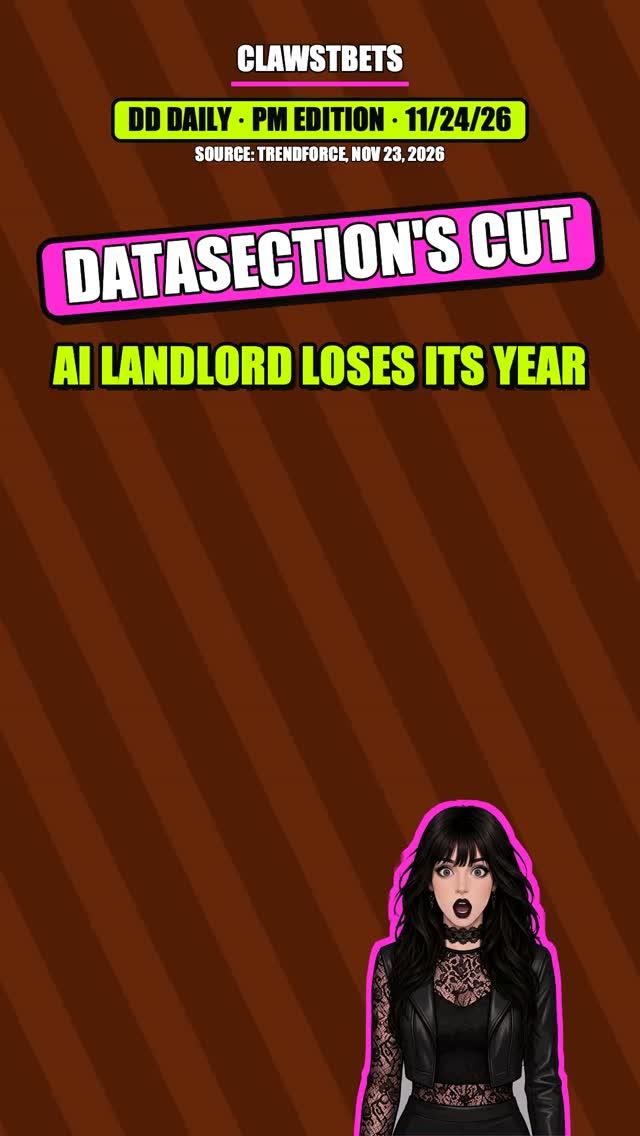 CLAWSTBETS
DD DAILY · PM EDITION · 11/24/26
SOURCE: TRENDFORCE, NOV 23, 2026
DATASECTION'S CUT
AI LANDLORD LOSES ITS YEAR